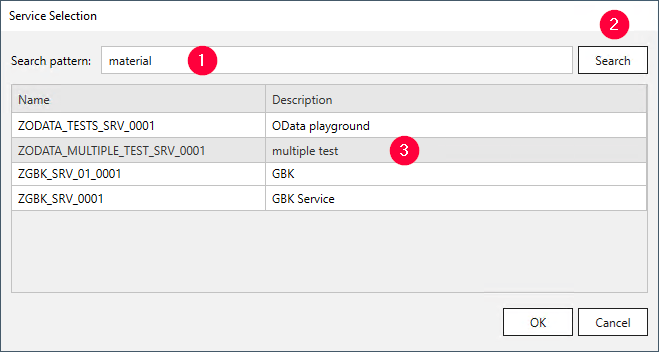 Service Selection
2
Search pattern: material 1 Search
Name Description
ZODATA_TESTS_SRV_0001 OData playground
ZODATA_MULTIPLE_TEST_SRV_0001 multiple test 3
ZGBK_SRV_01_0001 GBK
ZGBK_SRV_0001 GBK Service
OK Cancel